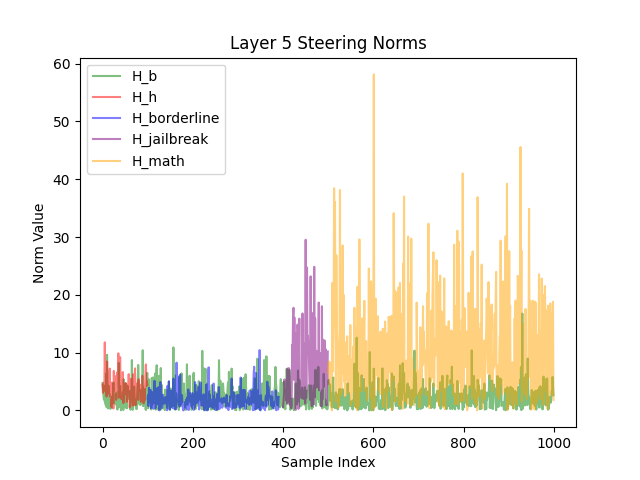 Layer 5 Steering Norms
60
50
40
30
20
10
0
Norm Value
H_b
H_h
H_borderline
H_jailbreak
H_math
0
200
400
600
800
1000
Sample Index